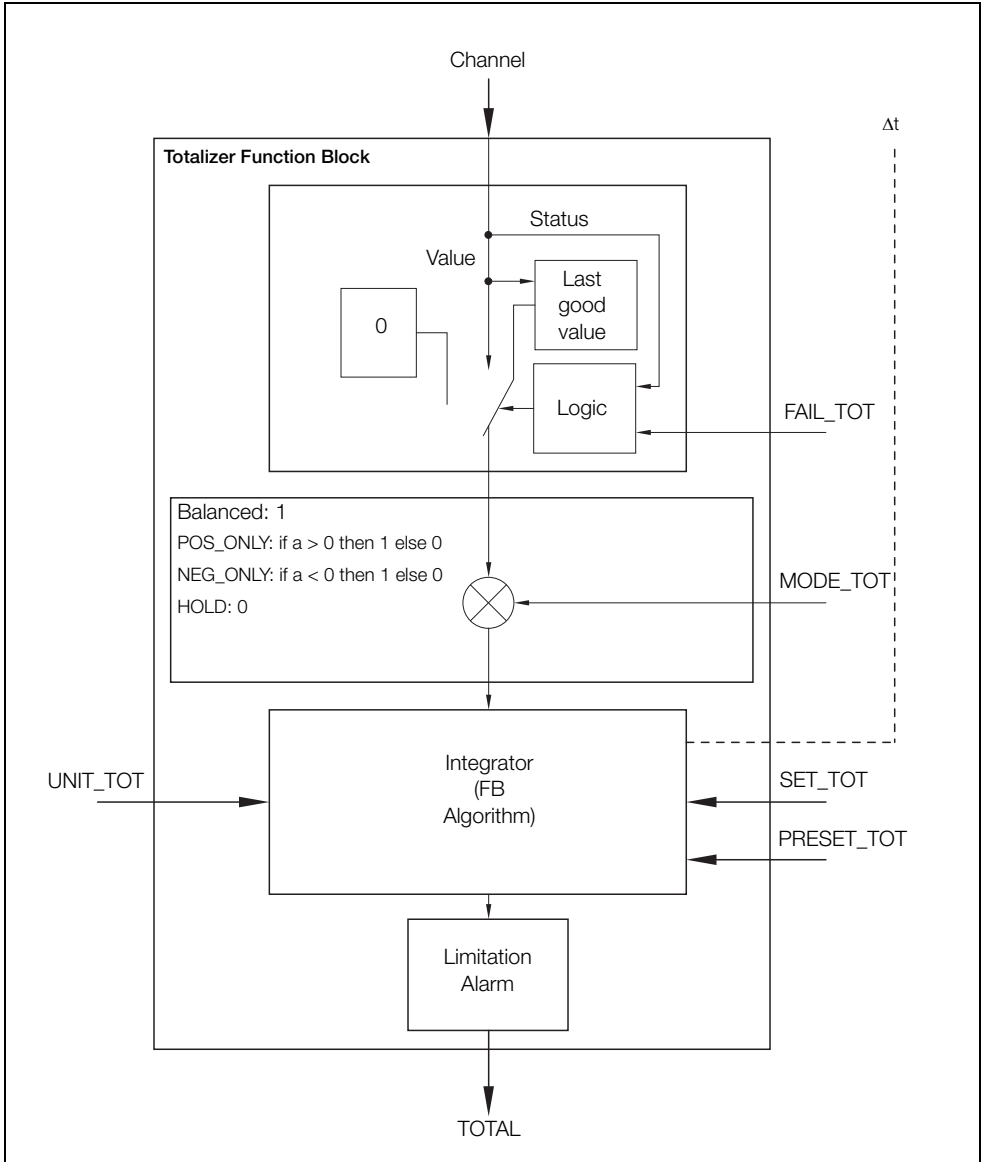 Channel
Δt
Totalizer Function Block
Status
Value
Last
good
value
0
Logic
FAIL_TOT
Balanced: 1
POS_ONLY: if a > 0 then 1 else 0
NEG_ONLY: if a < 0 then 1 else 0
HOLD: 0
MODE_TOT
Integrator
(FB
Algorithm)
UNIT_TOT
SET_TOT
PRESET_TOT
Limitation
Alarm
TOTAL